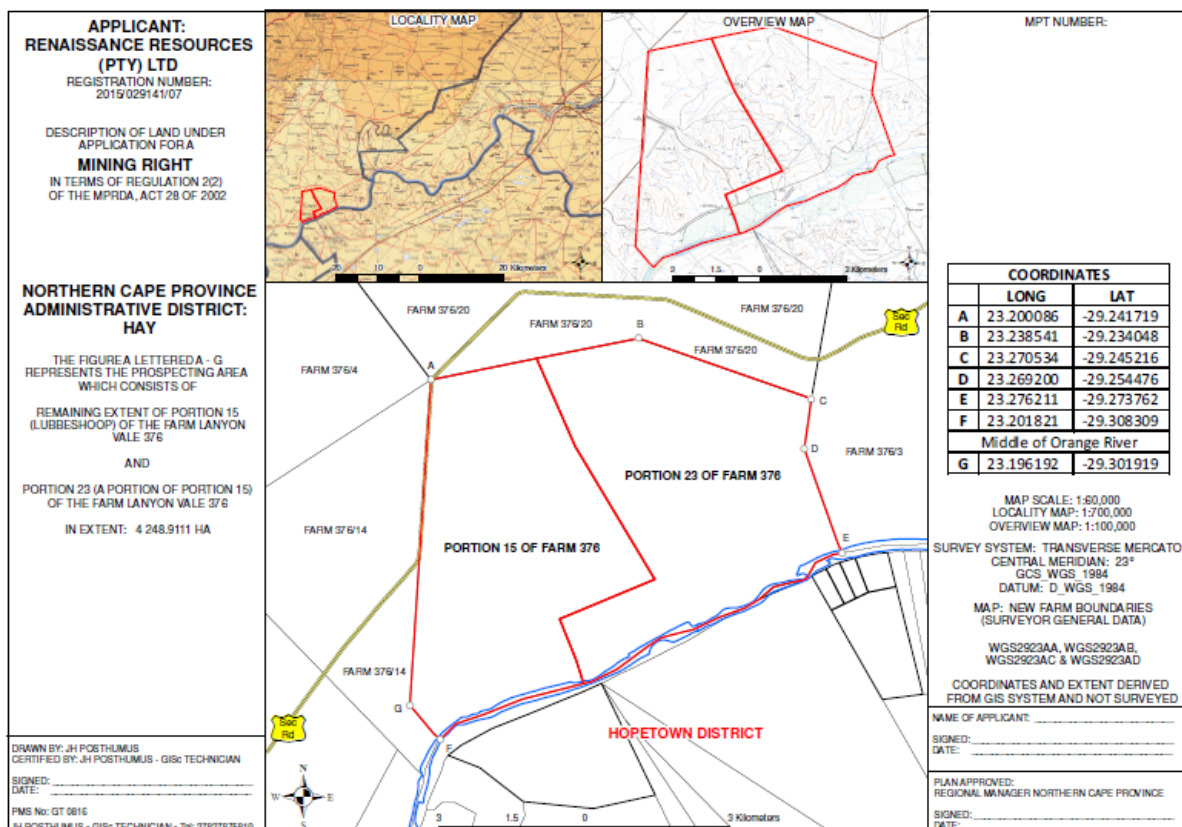 APPLICANT:
RENAISSANCE RESOURCES
(PTY) LTD
REGISTRATION NUMBER:
2015/029141/07
DESCRIPTION OF LAND UNDER
APPLICATION FOR A
MINING RIGHT
IN TERMS OF REGULATION 2(2)
OF THE MPRDA, ACT 28 OF 2002
NORTHERN CAPE PROVINCE
ADMINISTRATIVE DISTRICT:
HAY
THE FIGURE A LETTERED A - G
REPRESENTS THE PROSPECTING AREA
WHICH CONSISTS OF
REMAINING EXTENT OF PORTION 15
(LUBBESHOOP) OF THE FARM LANYON
VALE 376
AND
PORTION 23 (A PORTION OF PORTION 15)
OF THE FARM LANYON VALE 376
IN EXTENT: 4 248.9111 HA
DRAWN BY: JH POSTHUMUS
CERTIFIED BY: JH POSTHUMUS - GISc TECHNICIAN
SIGNED:
DATE:
PMS No: GT 0816
LOCALITY MAP
20 10 0 20 Kilometers
OVERVIEW MAP
3 1.5 0 3 Kilometers
FARM 376/20
FARM 376/20
FARM 376/20
FARM 376/20
Sec
Rd
FARM 376/4
A
B
C
D
FARM 376/3
PORTION 23 OF FARM 376
FARM 376/14
PORTION 15 OF FARM 376
E
FARM 376/14
G
Sec
Rd
F
HOPETOWN DISTRICT
N
W E
S
3 1.5 0 3 Kilometers
MPT NUMBER:
COORDINATES
LONG LAT
A 23.200086 -29.241719
B 23.238541 -29.234048
C 23.270534 -29.245216
D 23.269200 -29.254476
E 23.276211 -29.273762
F 23.201821 -29.308309
Middle of Orange River
G 23.196192 -29.301919
MAP SCALE: 1:60,000
LOCALITY MAP: 1:700,000
OVERVIEW MAP: 1:100,000
SURVEY SYSTEM: TRANSVERSE MERCATO
CENTRAL MERIDIAN: 23°
GCS_WGS_1984
DATUM: D_WGS_1984
MAP: NEW FARM BOUNDARIES
(SURVEYOR GENERAL DATA)
WGS2923AA, WGS2923AB,
WGS2923AC & WGS2923AD
COORDINATES AND EXTENT DERIVED
FROM GIS SYSTEM AND NOT SURVEYED
NAME OF APPLICANT:
SIGNED:
DATE:
PLAN APPROVED:
REGIONAL MANAGER NORTHERN CAPE PROVINCE
SIGNED:
DATE: